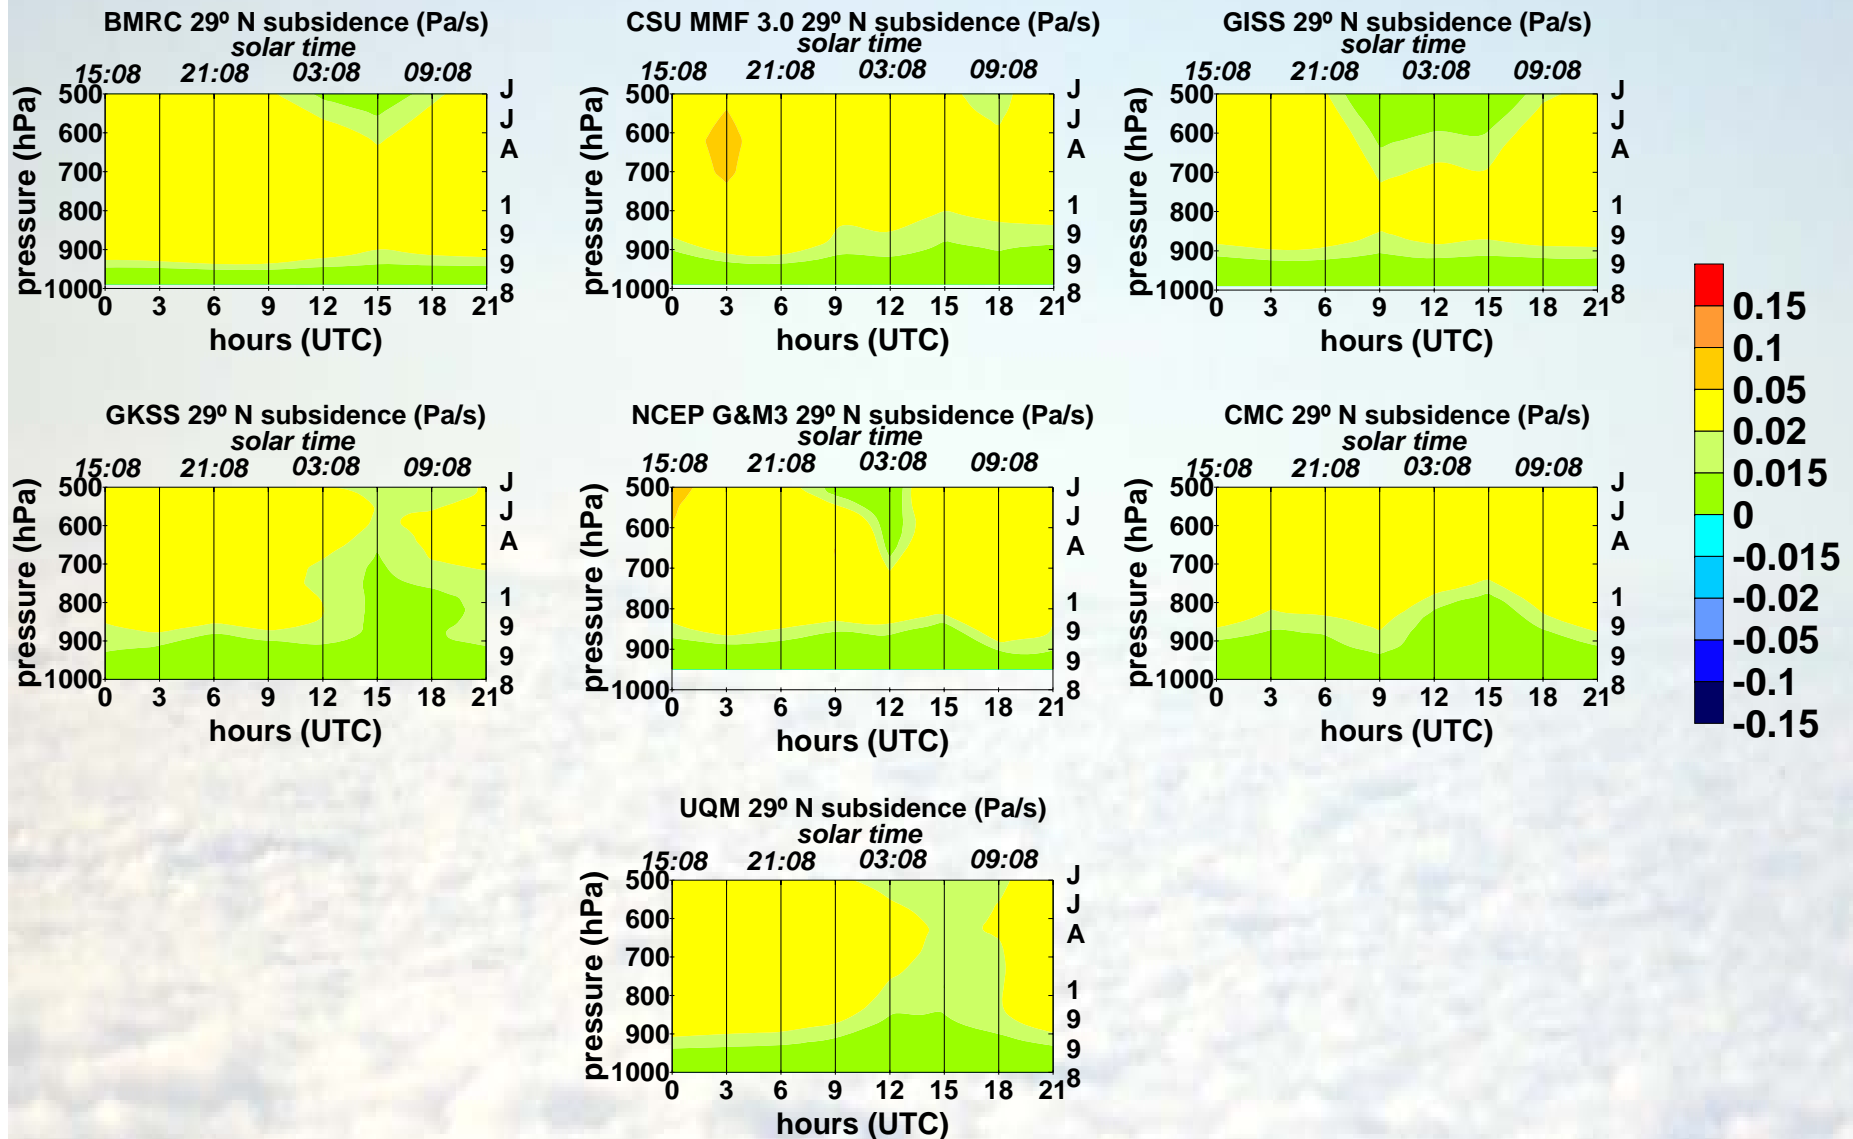 BMRC 29º N subsidence (Pa/s)
solar time
15:08 21:08 03:08 09:08
pressure (hPa)
500
600
700
800
900
1000
0 3 6 9 12 15 18 21
hours (UTC)
J
J
A
1
9
9
8
CSU MMF 3.0 29º N subsidence (Pa/s)
solar time
15:08 21:08 03:08 09:08
pressure (hPa)
500
600
700
800
900
1000
0 3 6 9 12 15 18 21
hours (UTC)
J
J
A
1
9
9
8
GISS 29º N subsidence (Pa/s)
solar time
15:08 21:08 03:08 09:08
pressure (hPa)
500
600
700
800
900
1000
0 3 6 9 12 15 18 21
hours (UTC)
J
J
A
1
9
9
8
GKSS 29º N subsidence (Pa/s)
solar time
15:08 21:08 03:08 09:08
pressure (hPa)
500
600
700
800
900
1000
0 3 6 9 12 15 18 21
hours (UTC)
J
J
A
1
9
9
8
NCEP G&M3 29º N subsidence (Pa/s)
solar time
15:08 21:08 03:08 09:08
pressure (hPa)
500
600
700
800
900
1000
0 3 6 9 12 15 18 21
hours (UTC)
J
J
A
1
9
9
8
CMC 29º N subsidence (Pa/s)
solar time
15:08 21:08 03:08 09:08
pressure (hPa)
500
600
700
800
900
1000
0 3 6 9 12 15 18 21
hours (UTC)
J
J
A
1
9
9
8
0.15
0.1
0.05
0.02
0.015
0
-0.015
-0.02
-0.05
-0.1
-0.15
UQM 29º N subsidence (Pa/s)
solar time
15:08 21:08 03:08 09:08
pressure (hPa)
500
600
700
800
900
1000
0 3 6 9 12 15 18 21
hours (UTC)
J
J
A
1
9
9
8